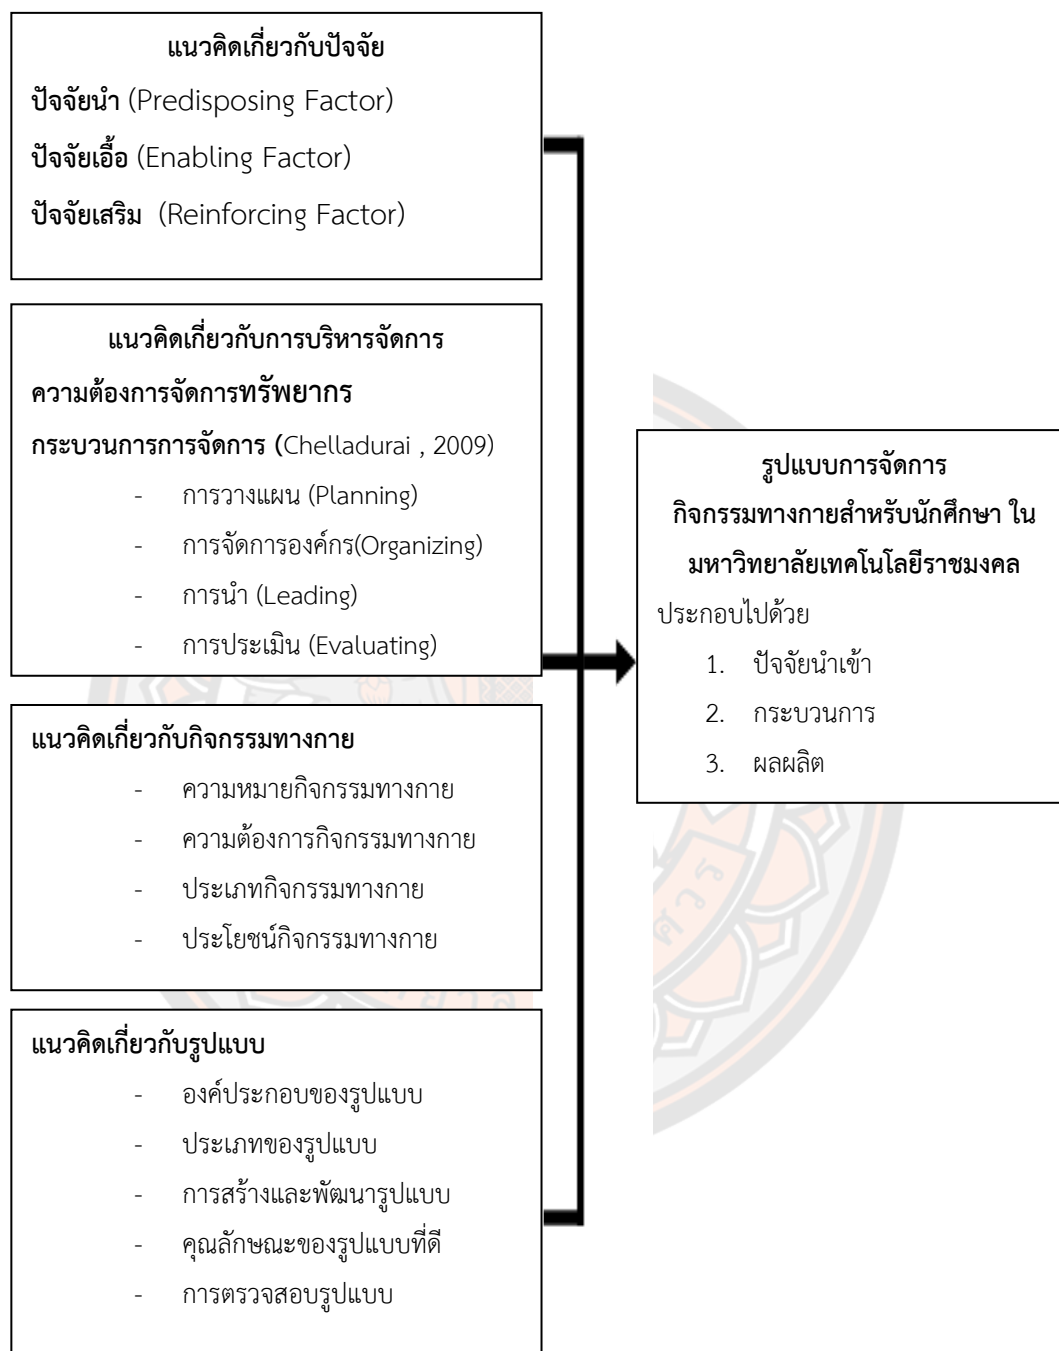 แนวคิดเกี่ยวกับปัจจัย
ปัจจัยนำ (Predisposing Factor)
ปัจจัยเอื้อ (Enabling Factor)
ปัจจัยเสริม (Reinforcing Factor)
แนวคิดเกี่ยวกับการบริหารจัดการ
ความต้องการจัดการทรัพยากร
กระบวนการการจัดการ (Chelladurai , 2009)
- การวางแผน (Planning)
- การจัดการองค์กร(Organizing)
- การนำ (Leading)
- การประเมิน (Evaluating)
แนวคิดเกี่ยวกับกิจกรรมทางกาย
- ความหมายกิจกรรมทางกาย
- ความต้องการกิจกรรมทางกาย
- ประเภทกิจกรรมทางกาย
- ประโยชน์กิจกรรมทางกาย
แนวคิดเกี่ยวกับรูปแบบ
- องค์ประกอบของรูปแบบ
- ประเภทของรูปแบบ
- การสร้างและพัฒนารูปแบบ
- คุณลักษณะของรูปแบบที่ดี
- การตรวจสอบรูปแบบ
รูปแบบการจัดการ
กิจกรรมทางกายสำหรับนักศึกษา ใน
มหาวิทยาลัยเทคโนโลยีราชมงคล
ประกอบไปด้วย
1. ปัจจัยนำเข้า
2. กระบวนการ
3. ผลผลิต